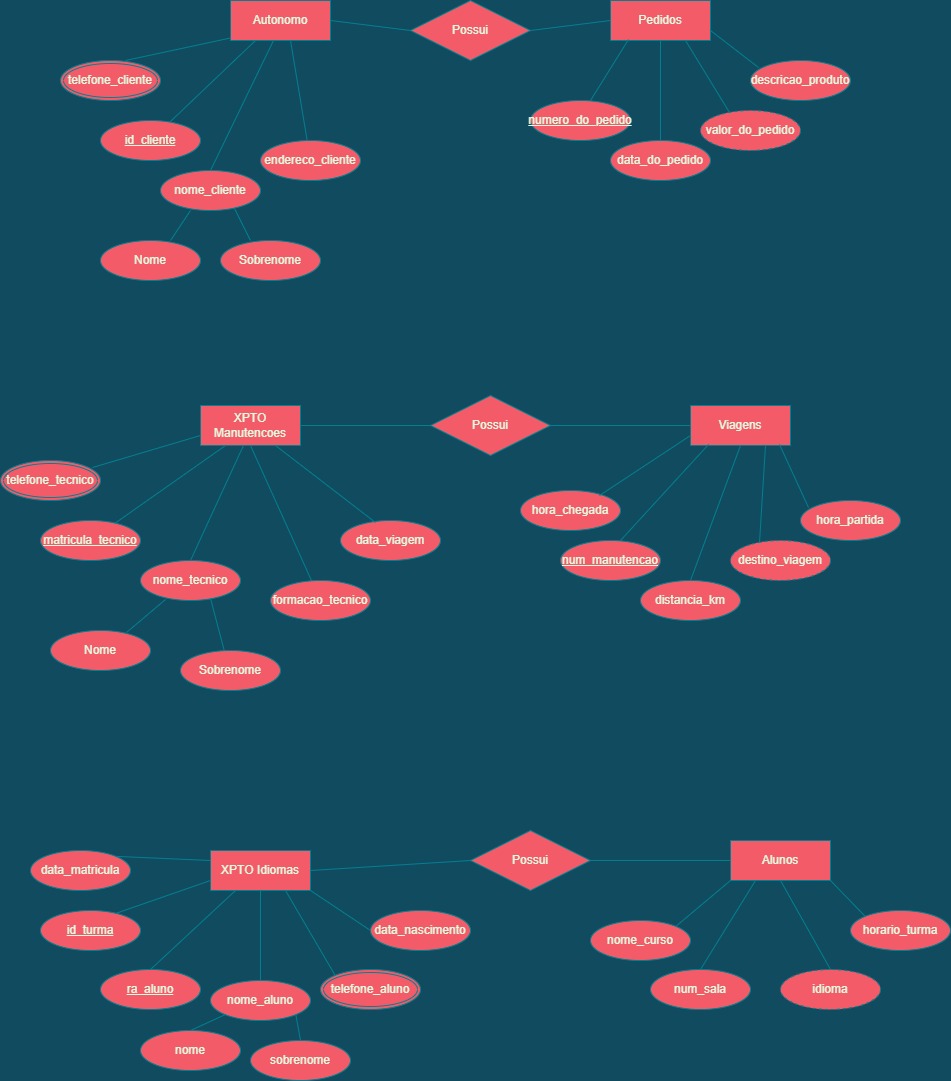 Autonomo
Possui
Pedidos
telefone_cliente
descricao_produto
numero_do_pedido
valor_do_pedido
id_cliente
endereco_cliente
data_do_pedido
nome_cliente
Nome
Sobrenome
XPTO
Manutencoes
Possui
Viagens
telefone_tecnico
hora_chegada
hora_partida
matricula_tecnico
data_viagem
num_manutencao
destino_viagem
nome_tecnico
formacao_tecnico
distancia_km
Nome
Sobrenome
XPTO Idiomas
Possui
Alunos
data_matricula
id_turma
data_nascimento
nome_curso
horario_turma
ra_aluno
nome_aluno
telefone_aluno
num_sala
idioma
nome
sobrenome